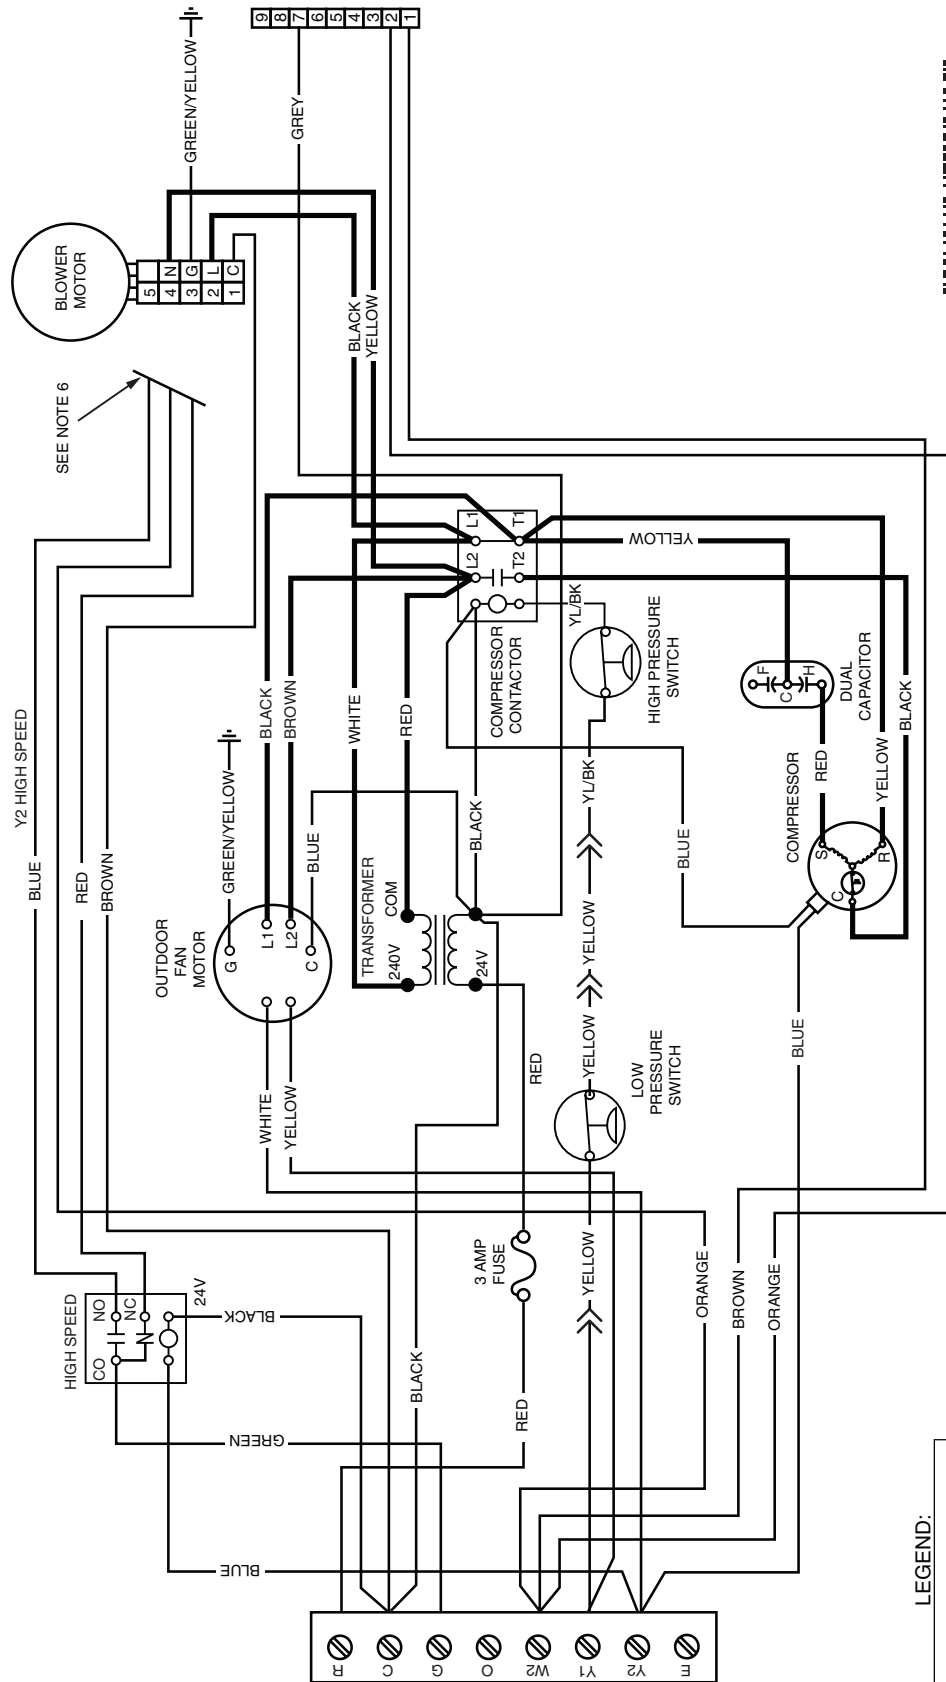 9
8
7
6
5
4
3
2
1
GREEN/YELLOW
GREY
BLOWER
MOTOR
5
4 N
3 G
2 L
1 C
SEE NOTE 6
BLACK
YELLOW
Y2 HIGH SPEED
BLUE
RED
BROWN
OUTDOOR
FAN
MOTOR
G
L1
L2
C
GREEN/YELLOW
BLACK
BROWN
BLUE
WHITE
YELLOW
TRANSFORMER
240V
COM
24V
WHITE
RED
BLACK
L2
L1
T2
T1
COMPRESSOR
CONTACTOR
YL/BK
HIGH PRESSURE
SWITCH
YELLOW
F
C
H
DUAL
CAPACITOR
BLACK
COMPRESSOR
RED
YELLOW
S
R
C
BLUE
YL/BK
YELLOW
YELLOW
LOW
PRESSURE
SWITCH
YELLOW
BLUE
RED
3 AMP
FUSE
RED
HIGH SPEED
CO
NO
NC
24V
BLACK
BLACK
GREEN
BLUE
ORANGE
BROWN
ORANGE
R
C
G
O
W2
Y1
Y2
E
LEGEND: